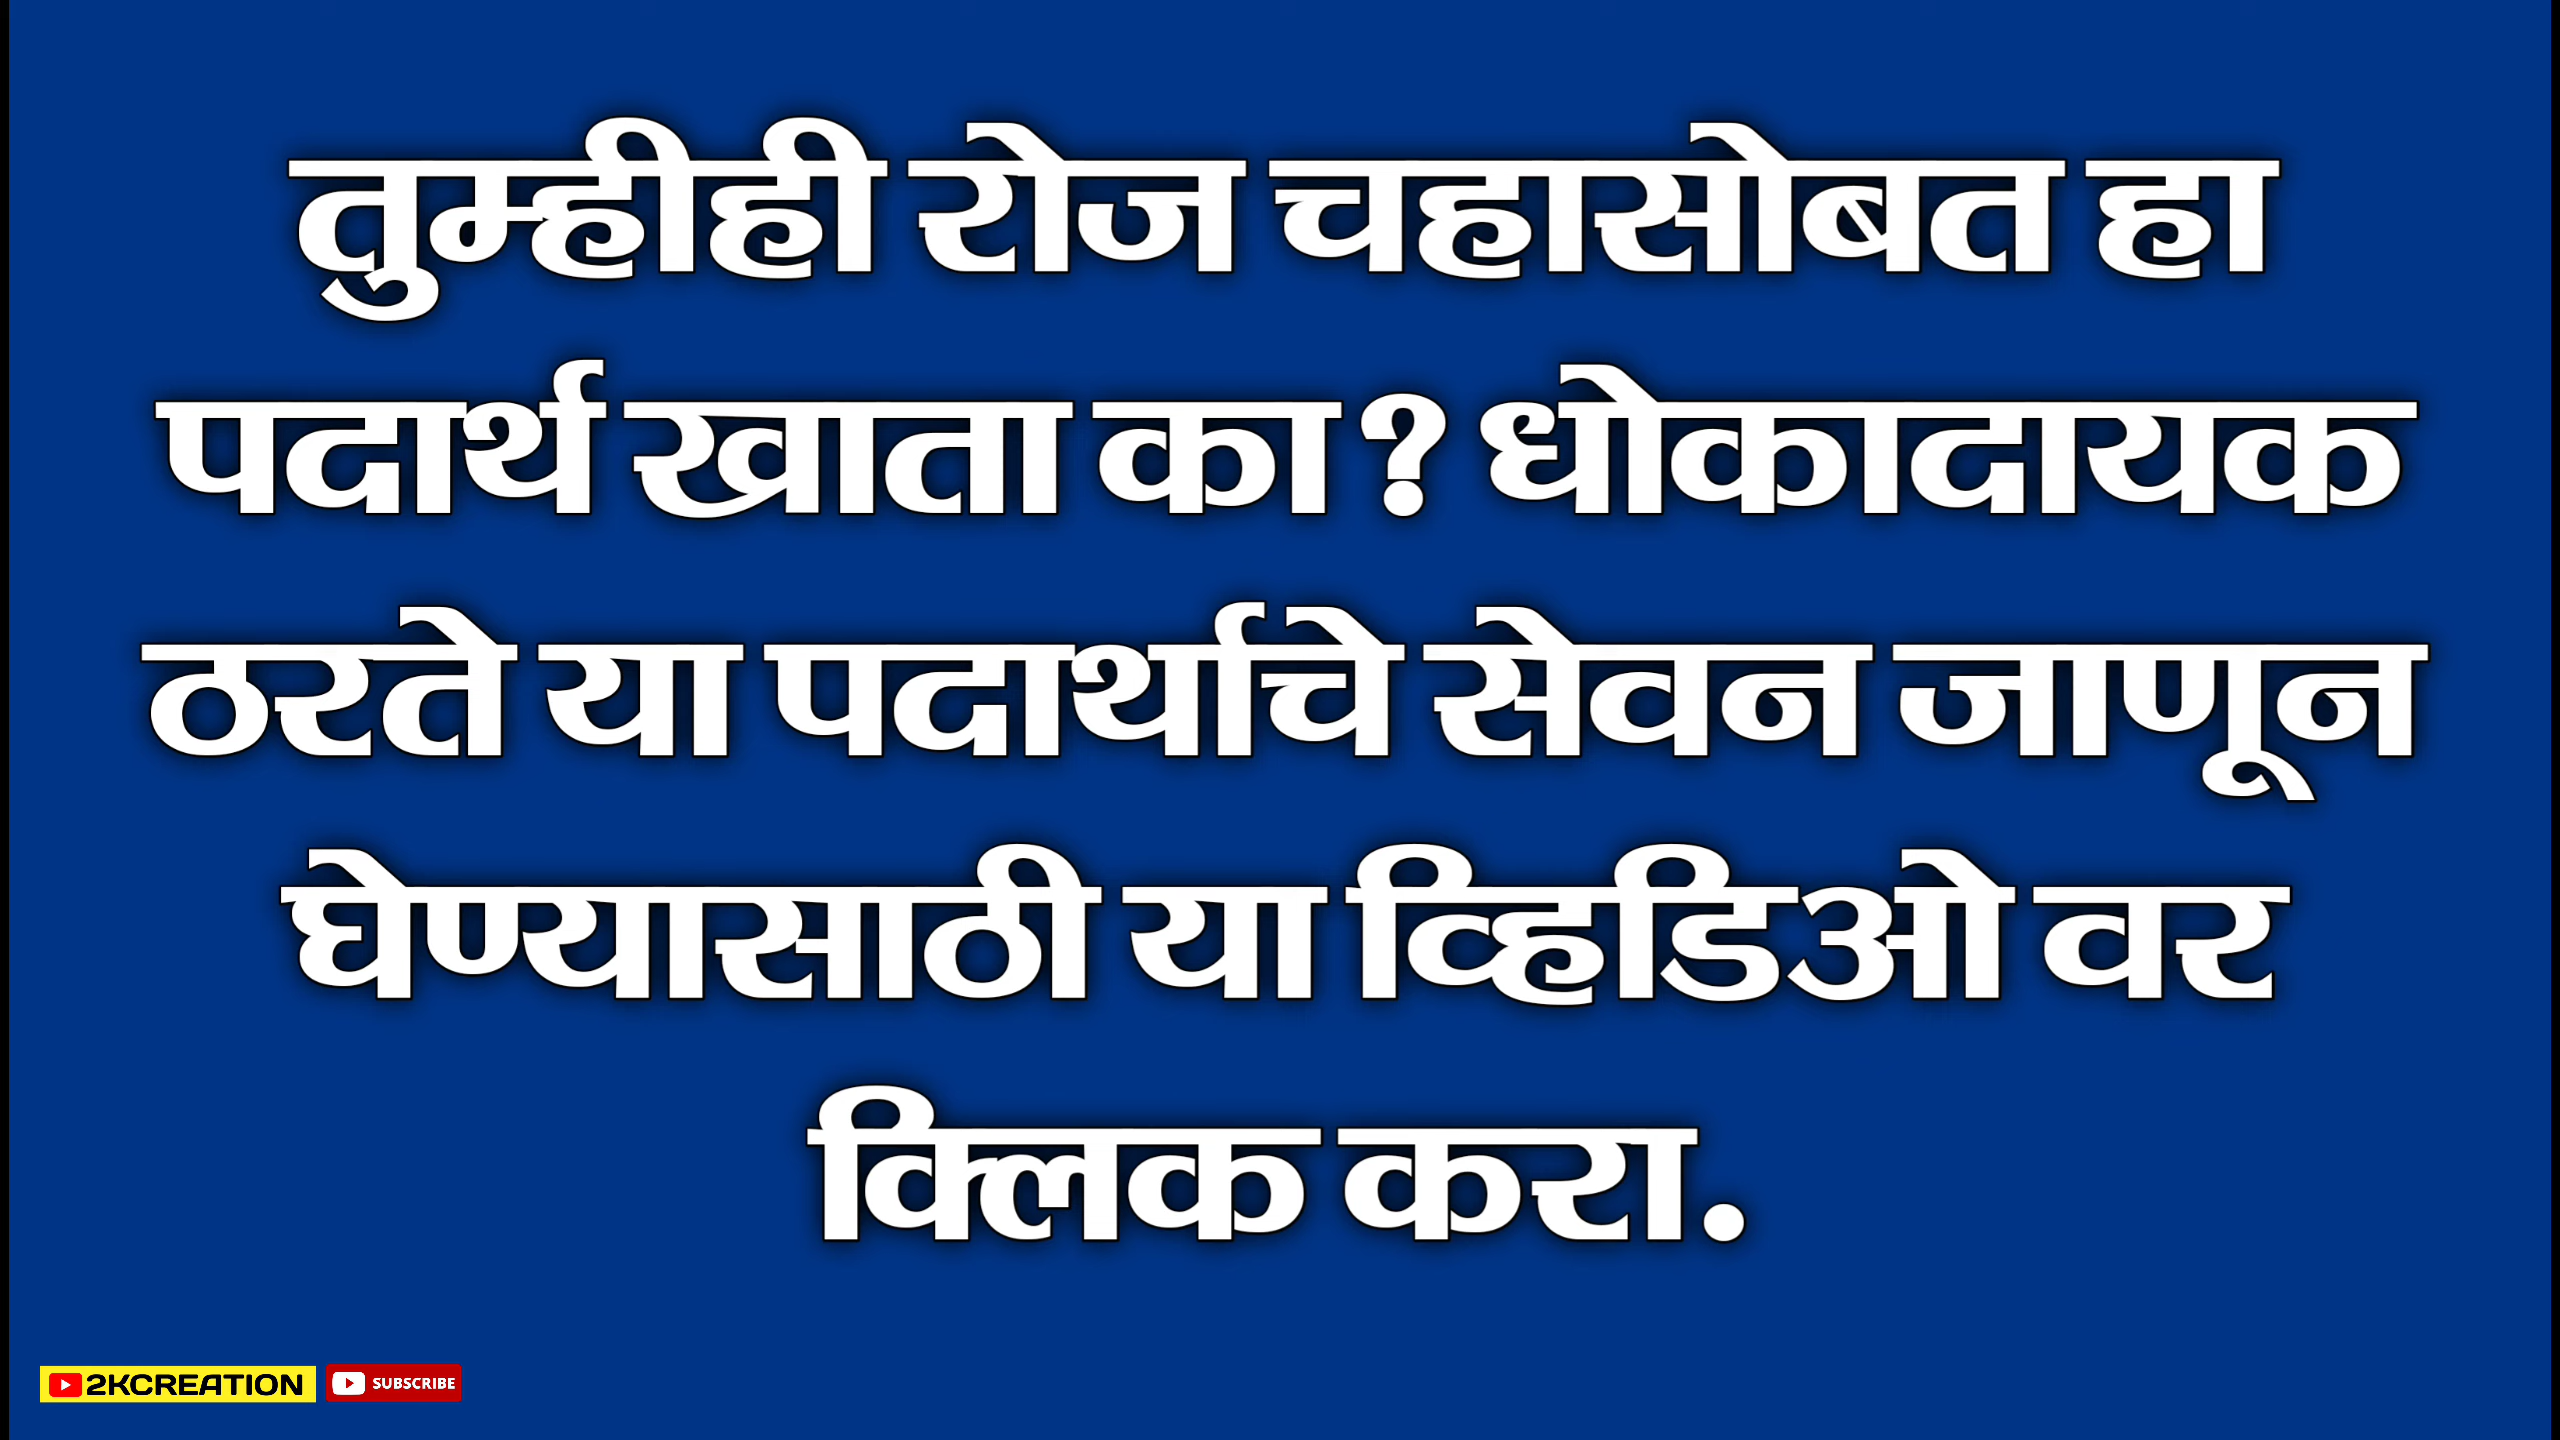 तुम्हीही रोज चहासोबत हा
पदार्थ खाता का? धोकादायक
ठरते या पदार्थाचे सेवन जाणून
घेण्यासाठी या व्हिडिओ वर
क्लिक करा.
2KCREATION SUBSCRIBE